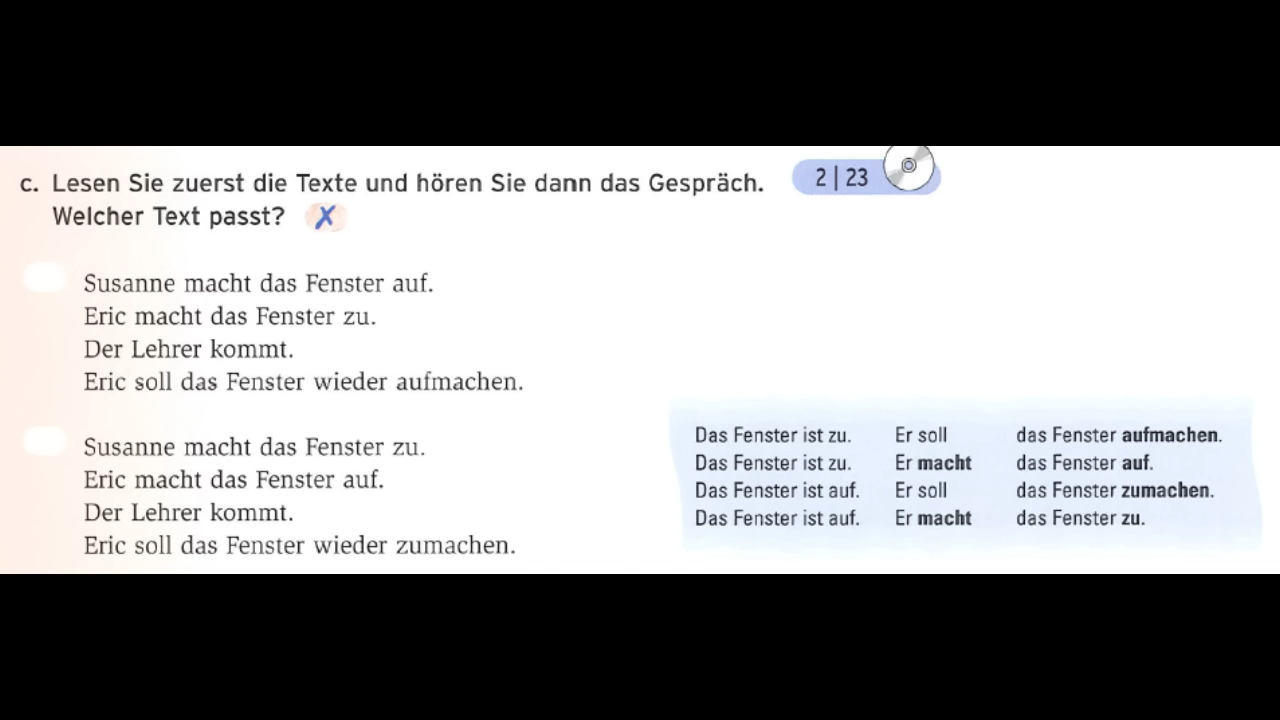 c. Lesen Sie zuerst die Texte und hören Sie dann das Gespräch. 2 | 23
Welcher Text passt? X
Susanne macht das Fenster auf.
Eric macht das Fenster zu.
Der Lehrer kommt.
Eric soll das Fenster wieder aufmachen.
Susanne macht das Fenster zu.
Eric macht das Fenster auf.
Der Lehrer kommt.
Eric soll das Fenster wieder zumachen.
Das Fenster ist zu. Er soll das Fenster aufmachen.
Das Fenster ist zu. Er macht das Fenster auf.
Das Fenster ist auf. Er soll das Fenster zumachen.
Das Fenster ist auf. Er macht das Fenster zu.